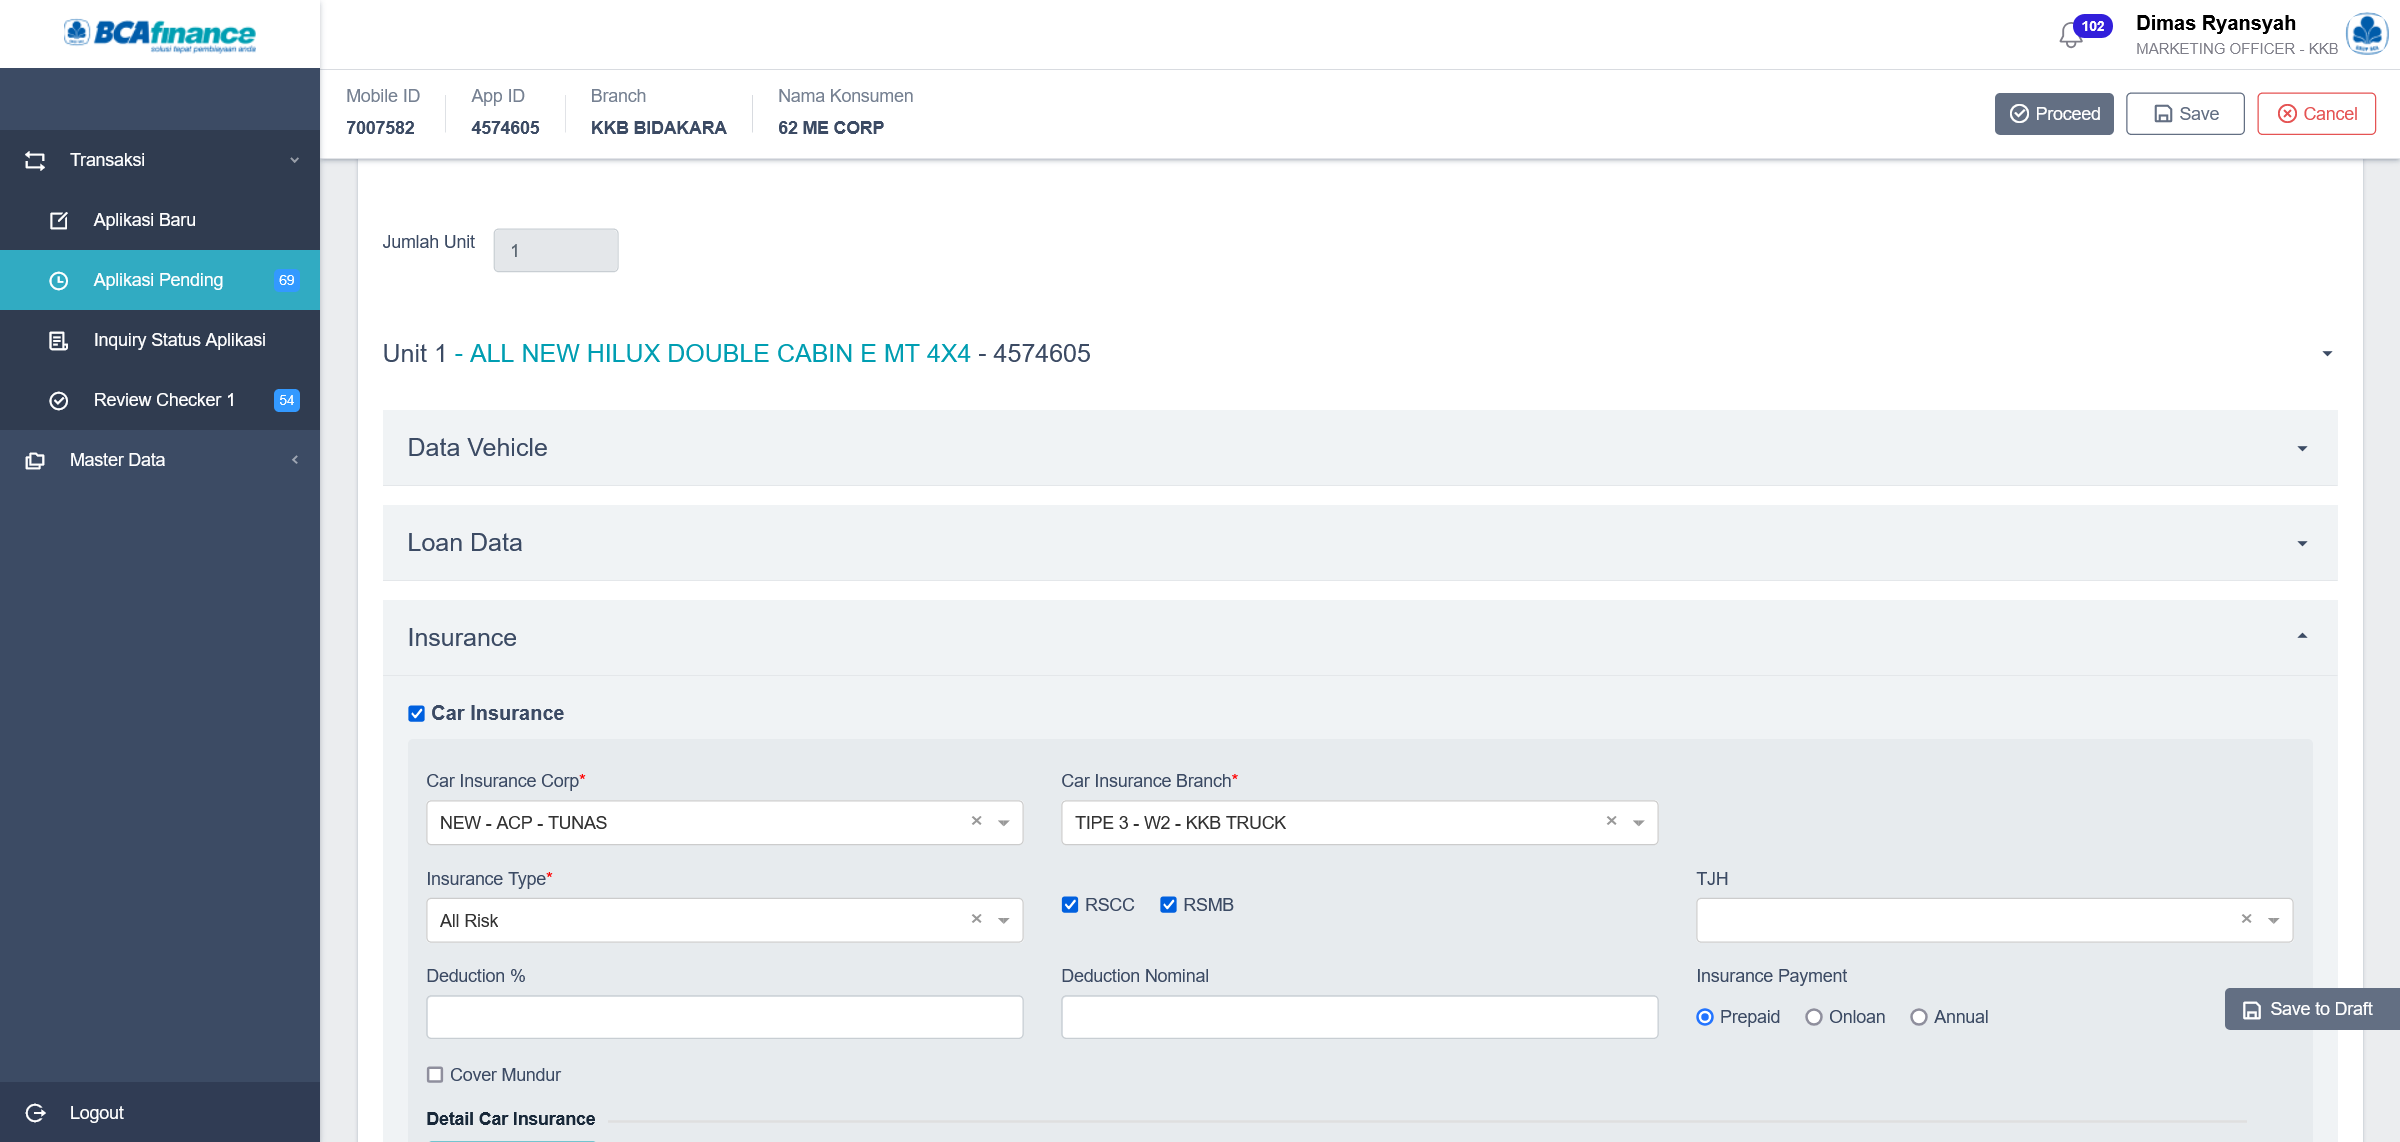 BCAfinance
solusi tepat pembiayaan anda
102
Dimas Ryansyah
MARKETING OFFICER - KKB
Mobile ID
7007582
App ID
4574605
Branch
KKB BIDAKARA
Nama Konsumen
62 ME CORP
Proceed
Save
Cancel
Transaksi
Aplikasi Baru
Aplikasi Pending 69
Inquiry Status Aplikasi
Review Checker 1 54
Master Data
Logout
Jumlah Unit 1
Unit 1 - ALL NEW HILUX DOUBLE CABIN E MT 4X4 - 4574605
Data Vehicle
Loan Data
Insurance
Car Insurance
Car Insurance Corp*
NEW - ACP - TUNAS
Car Insurance Branch*
TIPE 3 - W2 - KKB TRUCK
Insurance Type*
All Risk
RSCC RSMB
TJH
Deduction %
Deduction Nominal
Insurance Payment
Prepaid Onloan Annual
Save to Draft
Cover Mundur
Detail Car Insurance